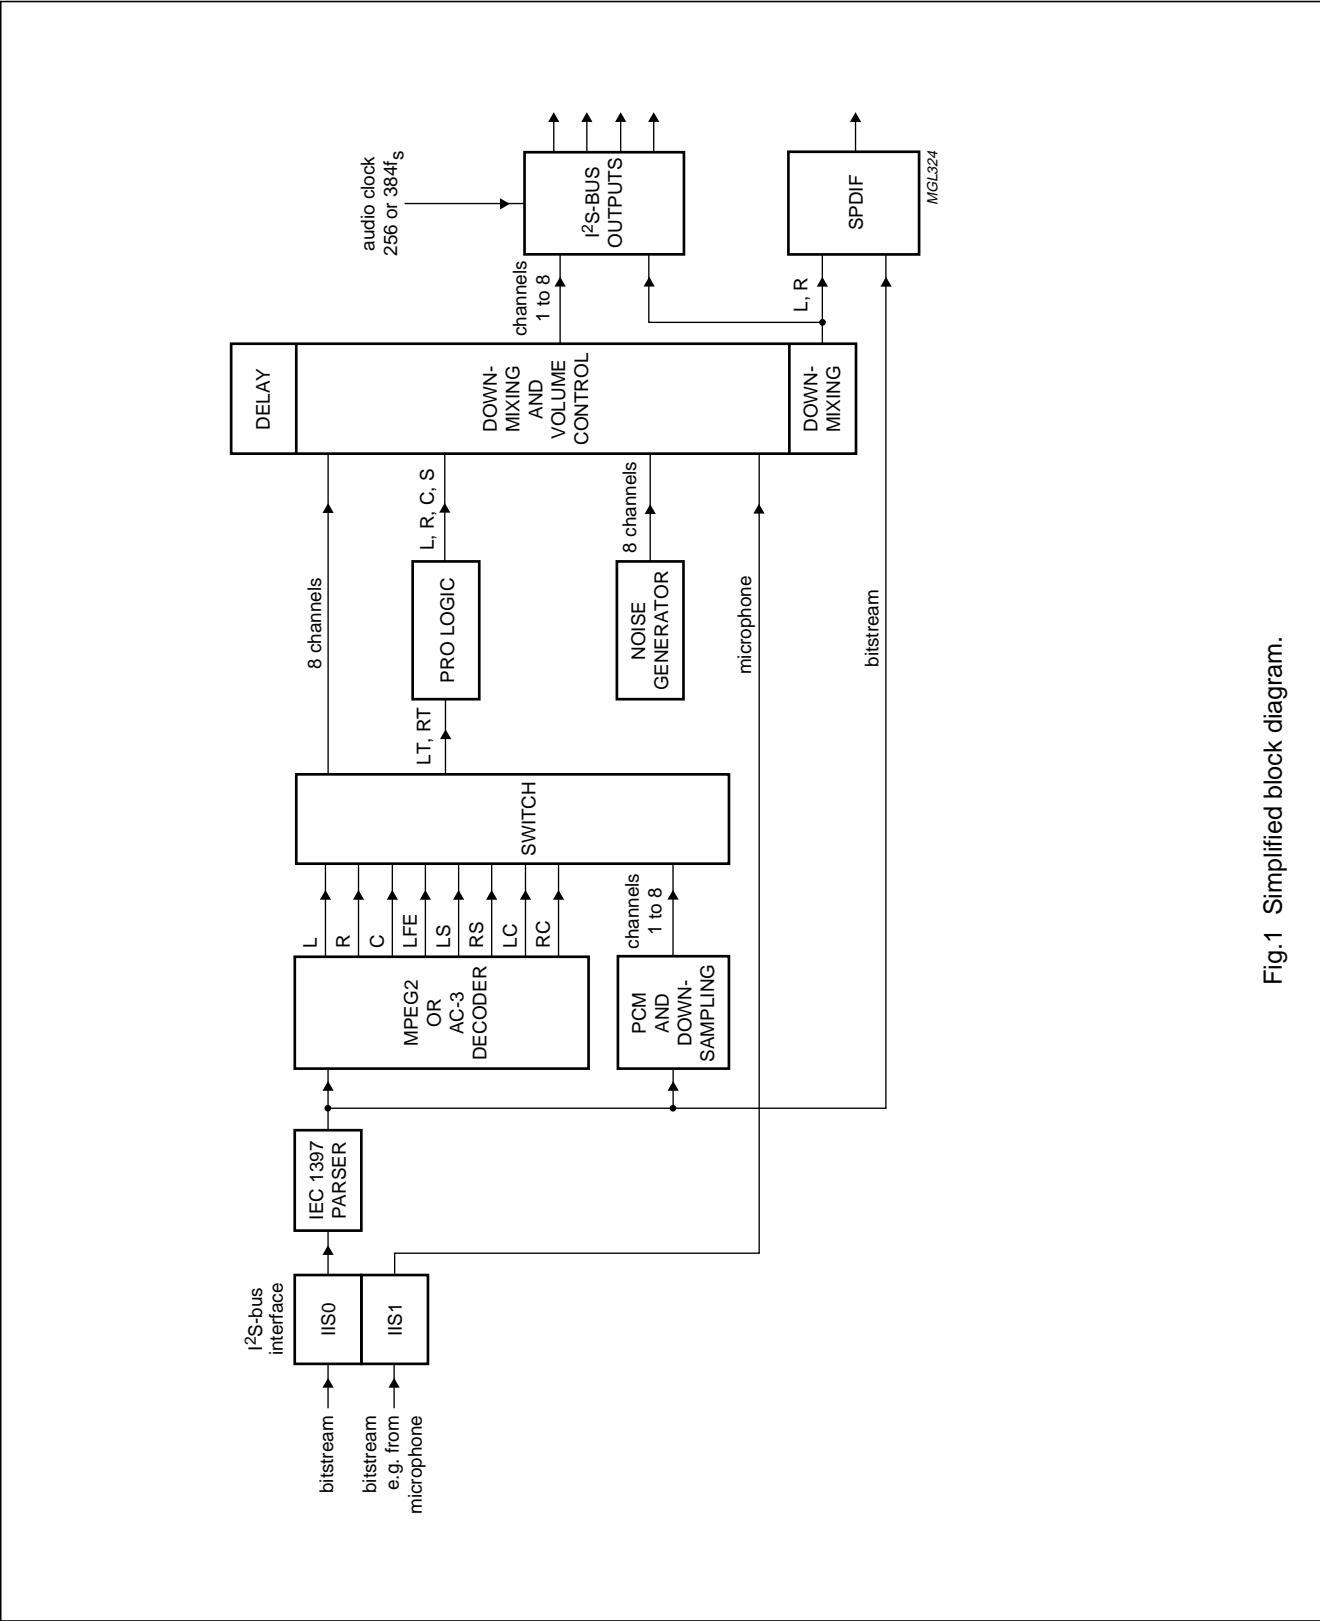 I²S-bus
interface
bitstream
IIS0
bitstream
e.g. from
microphone
IIS1
IEC 1397
PARSER
MPEG2
OR
AC-3
DECODER
L
R
C
LFE
LS
RS
LC
RC
PCM
AND
DOWN-
SAMPLING
channels
1 to 8
SWITCH
8 channels
LT, RT
PRO LOGIC
L, R, C, S
NOISE
GENERATOR
8 channels
microphone
bitstream
DELAY
DOWN-
MIXING
AND
VOLUME
CONTROL
DOWN-
MIXING
channels
1 to 8
L, R
audio clock
256 or 384fs
I²S-BUS
OUTPUTS
SPDIF
MGL324
Fig.1 Simplified block diagram.